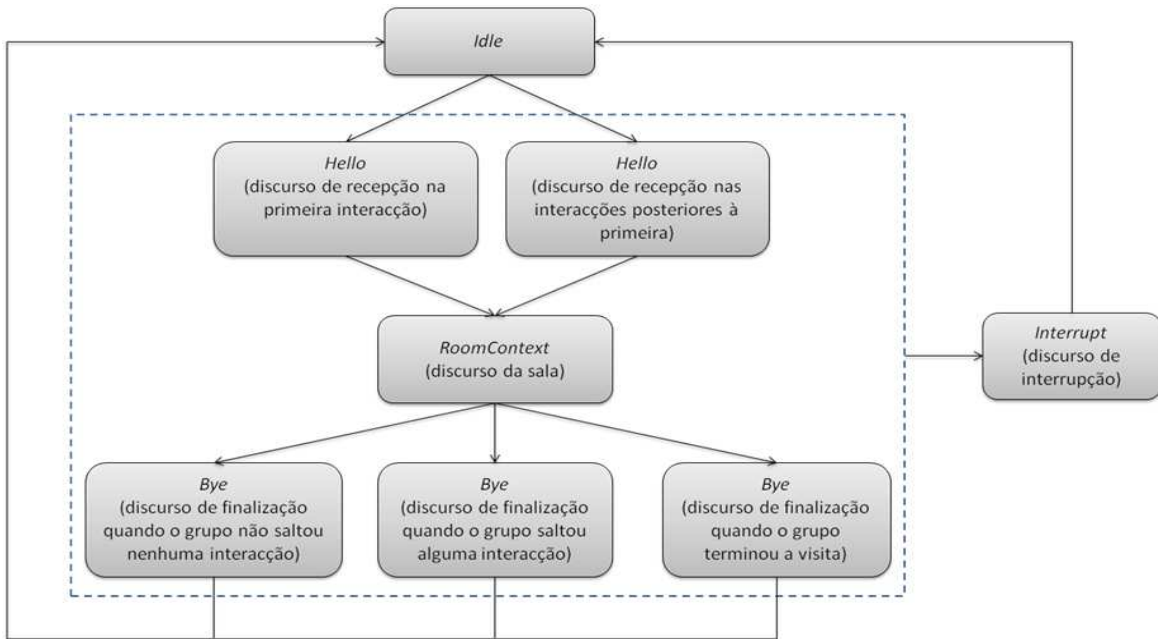 Idle
Hello
(discurso de recepção na
primeira interacção)
Hello
(discurso de recepção nas
interacções posteriores à
primeira)
RoomContext
(discurso da sala)
Interrupt
(discurso de
interrupção)
Bye
(discurso de finalização
quando o grupo não saltou
nenhuma interacção)
Bye
(discurso de finalização
quando o grupo saltou
alguma interacção)
Bye
(discurso de finalização
quando o grupo
terminou a visita)